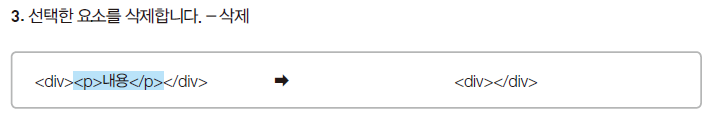 3. 선택한 요소를 삭제합니다. – 삭제
<div><p>내용</p></div> ➡ <div></div>